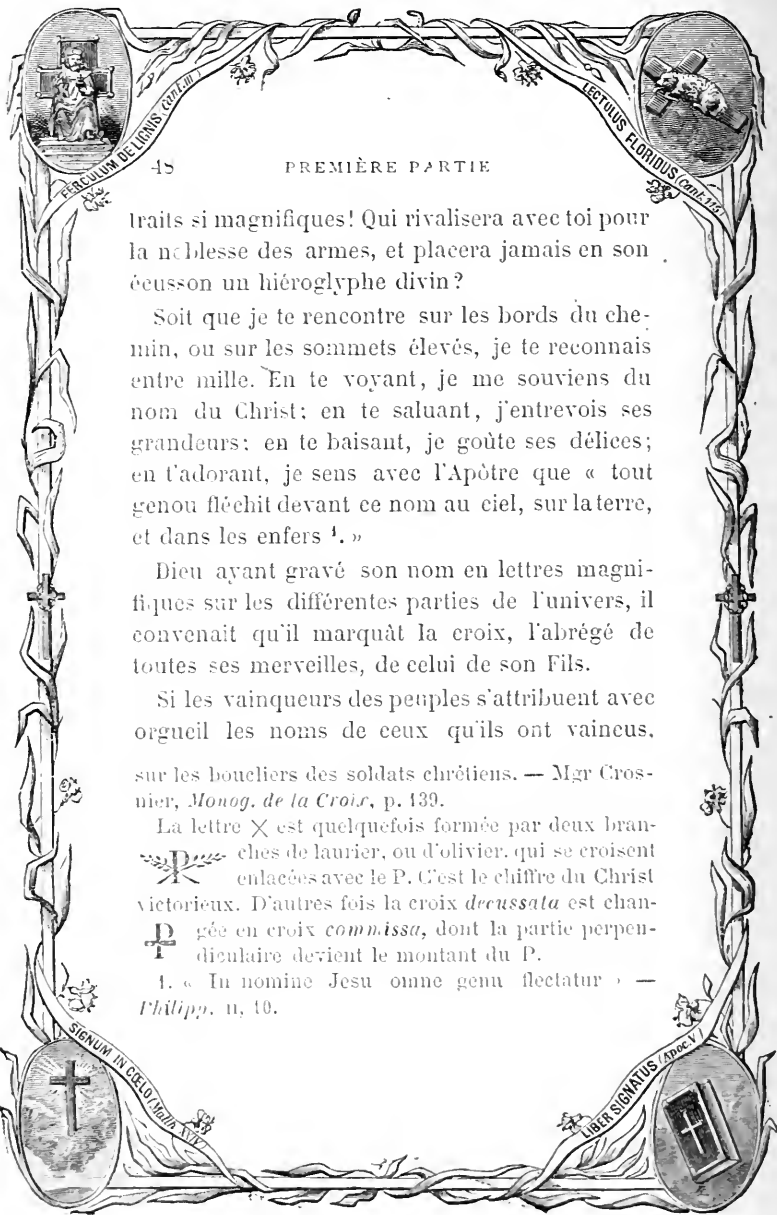 FERCULUM DE LIGNIS (Cant. III)
LECTULUS FLORIDUS (Cant. 115
48 PREMIÈRE PARTIE
traits si magnifiques! Qui rivalisera avec toi pour
la noblesse des armes, et placera jamais en son
écusson un hiéroglyphe divin?
Soit que je te rencontre sur les bords du che-
min, ou sur les sommets élevés, je te reconnais
entre mille. En te voyant, je me souviens du
nom du Christ; en te saluant, j'entrevois ses
grandeurs; en te baisant, je goûte ses délices;
en t'adorant, je sens avec l'Apôtre que « tout
genou fléchit devant ce nom au ciel, sur la terre,
et dans les enfers 1. »
Dieu ayant gravé son nom en lettres magni-
fiques sur les différentes parties de l'univers, il
convenait qu'il marquât la croix, l'abrégé de
toutes ses merveilles, de celui de son Fils.
Si les vainqueurs des peuples s'attribuent avec
orgueil les noms de ceux qu'ils ont vaincus,
sur les boucliers des soldats chrétiens. — Mgr Cros-
nier, Monog. de la Croix, p. 139.
La lettre X est quelquefois formée par deux bran-
ches de laurier, ou d'olivier, qui se croisent
enlacées avec le P. C'est le chiffre du Christ
victorieux. D'autres fois la croix decussata est chan-
gée en croix commissa, dont la partie perpen-
diculaire devient le montant du P.
1. « In nomine Jesu omne genu flectatur » —
Philipp. II, 10.
SIGNUM IN CŒLO (Matth. XXIV)
LIBER SIGNATUS (Apoc. V)